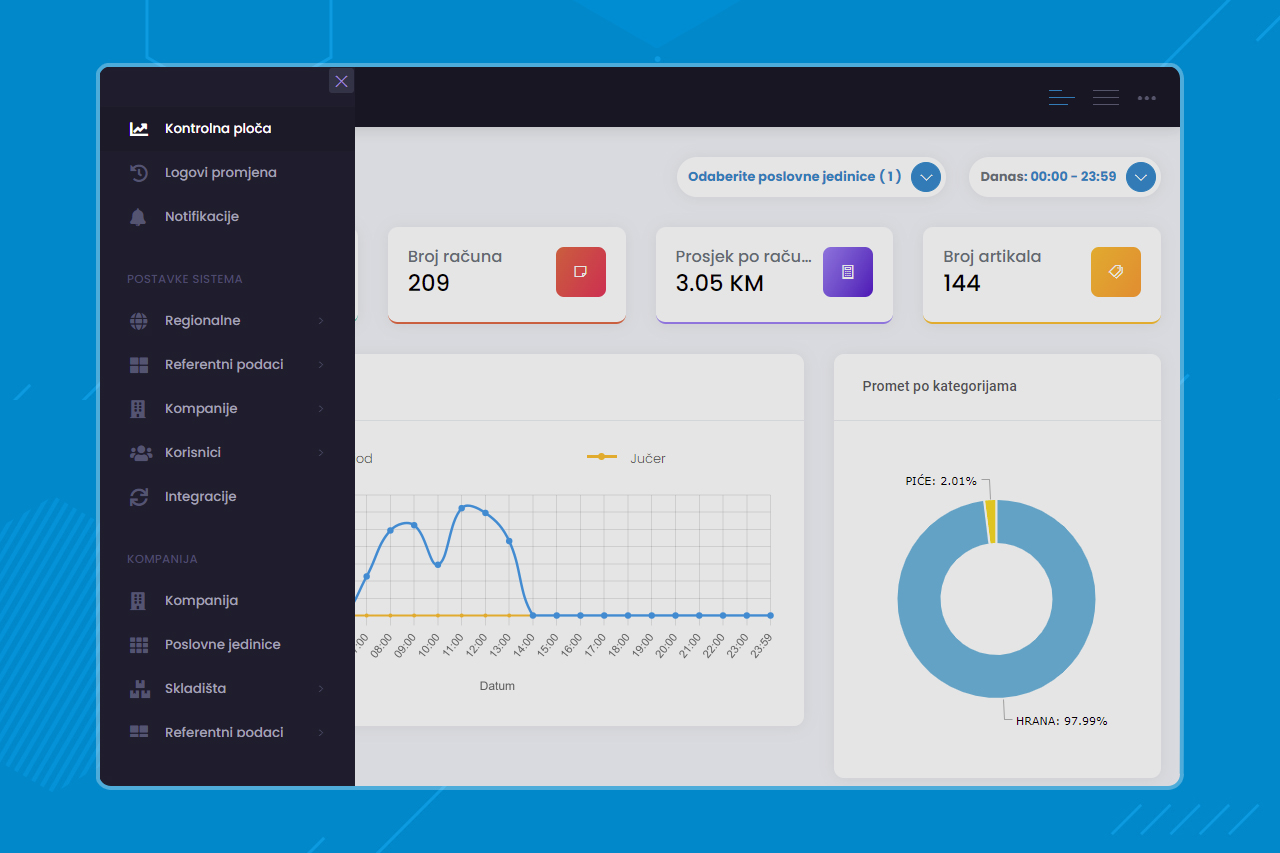 Kontrolna ploča
Logovi promjena
Notifikacije
POSTAVKE SISTEMA
Regionalne
Referentni podaci
Kompanije
Korisnici
Integracije
KOMPANIJA
Kompanija
Poslovne jedinice
Skladišta
Referentni podaci
Odaberite poslovne jedinice ( 1 )
Danas: 00:00 - 23:59
Broj računa
209
Prosjek po raču...
3.05 KM
Broj artikala
144
od
Jučer
08:00 09:00 10:00 11:00 12:00 13:00 14:00 15:00 16:00 17:00 18:00 19:00 20:00 21:00 22:00 23:00 23:59
Datum
Promet po kategorijama
PIĆE: 2.01%
HRANA: 97.99%